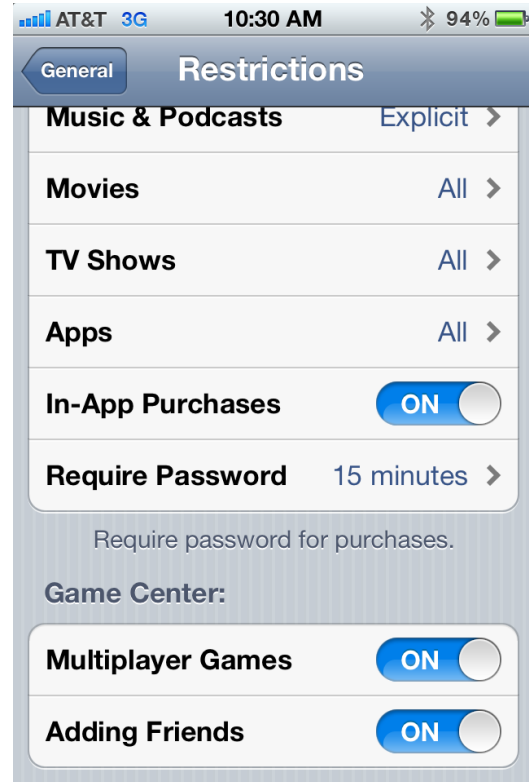 AT&T 3G 10:30 AM 94%
General Restrictions
Music & Podcasts Explicit
Movies All
TV Shows All
Apps All
In-App Purchases ON
Require Password 15 minutes
Require password for purchases.
Game Center:
Multiplayer Games ON
Adding Friends ON